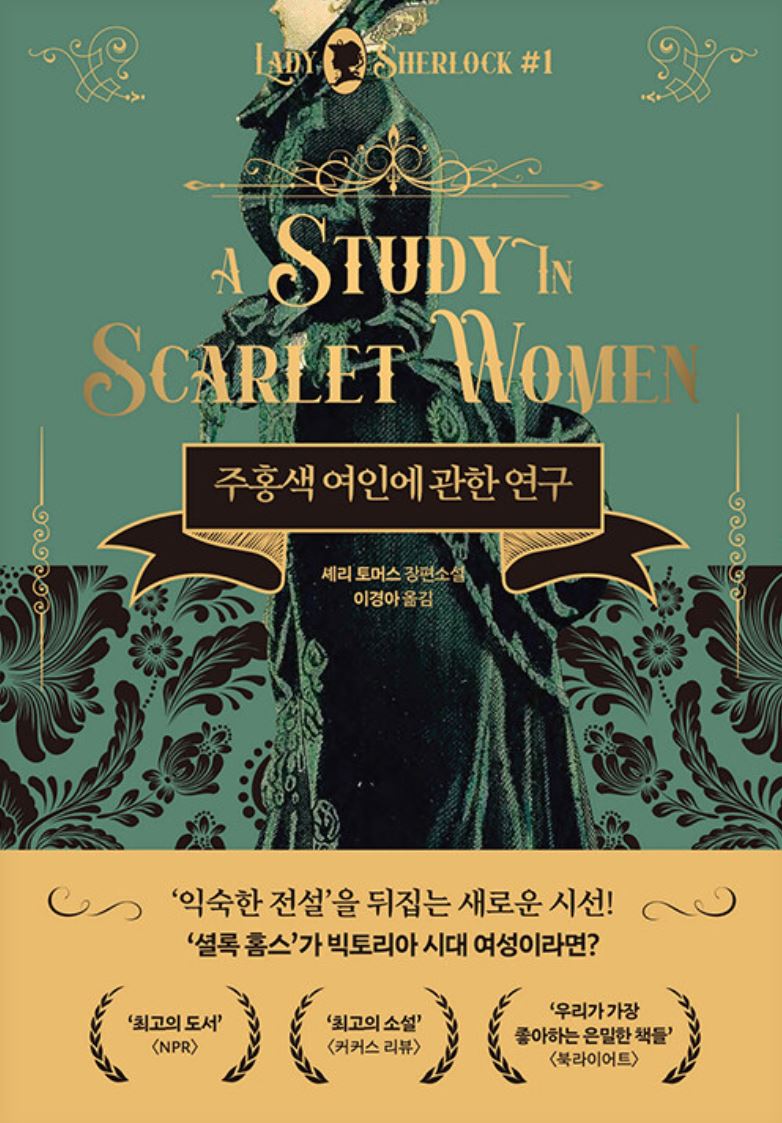 LADY SHERLOCK #1
A STUDY IN
SCARLET WOMEN
주홍색 여인에 관한 연구
셰리 토머스 장편소설
이경아 옮김
‘익숙한 전설’을 뒤집는 새로운 시선!
‘셜록 홈스’가 빅토리아 시대 여성이라면?
‘최고의 도서’
〈NPR〉
‘최고의 소설’
〈커커스 리뷰〉
‘우리가 가장
좋아하는 은밀한 책들’
〈북라이어트〉